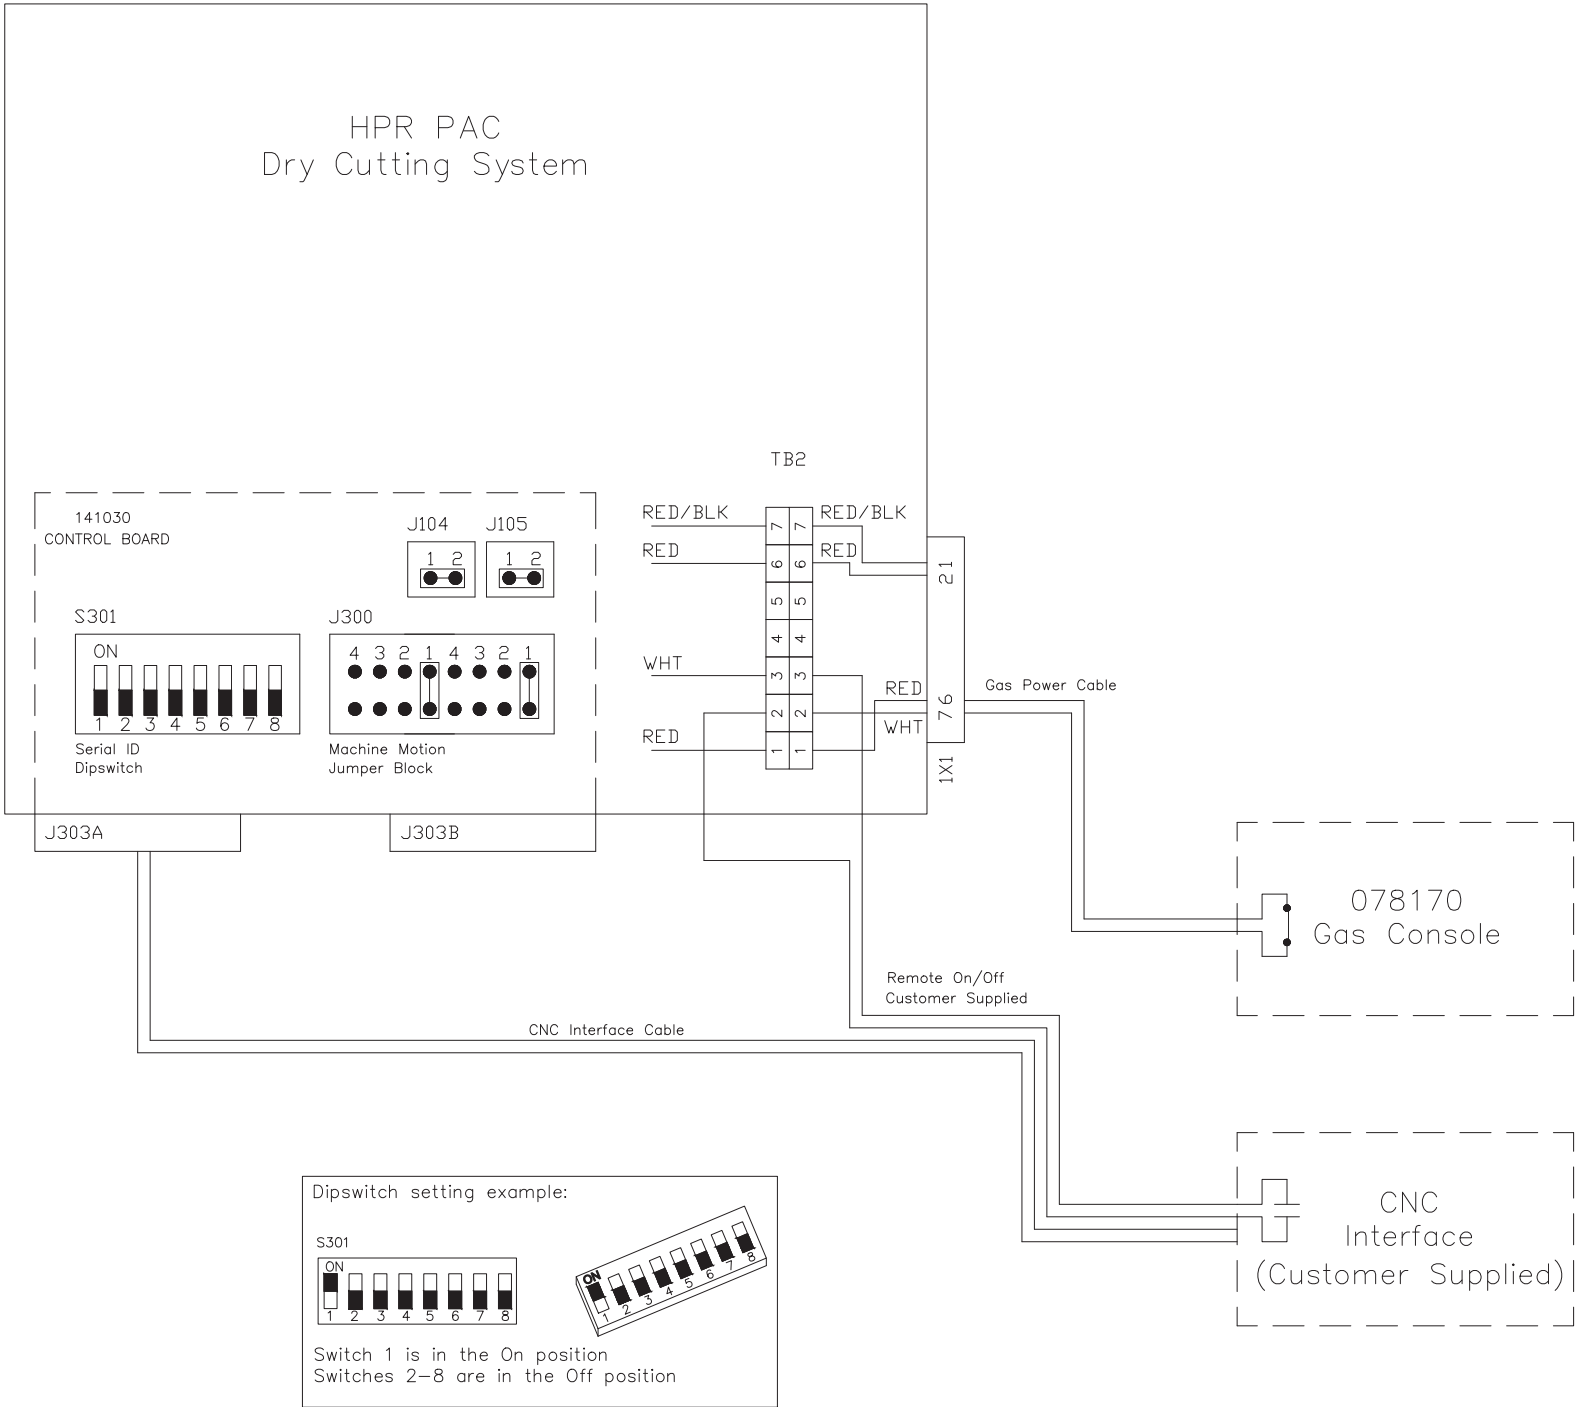 HPR PAC
Dry Cutting System
TB2
141030
CONTROL BOARD
J104
J105
1 2
1 2
S301
ON
1 2 3 4 5 6 7 8
Serial ID
Dipswitch
J300
4 3 2 1 4 3 2 1
Machine Motion
Jumper Block
RED/BLK
7 7
RED/BLK
RED
6 6
RED
5 5
4 4
WHT
3 3
2 2
RED
1 1
RED
WHT
21
76
1X1
Gas Power Cable
J303A
J303B
078170
Gas Console
Remote On/Off
Customer Supplied
CNC Interface Cable
CNC
Interface
(Customer Supplied)
Dipswitch setting example:
S301
ON
1 2 3 4 5 6 7 8
ON
1 2 3 4 5 6 7 8
Switch 1 is in the On position
Switches 2-8 are in the Off position